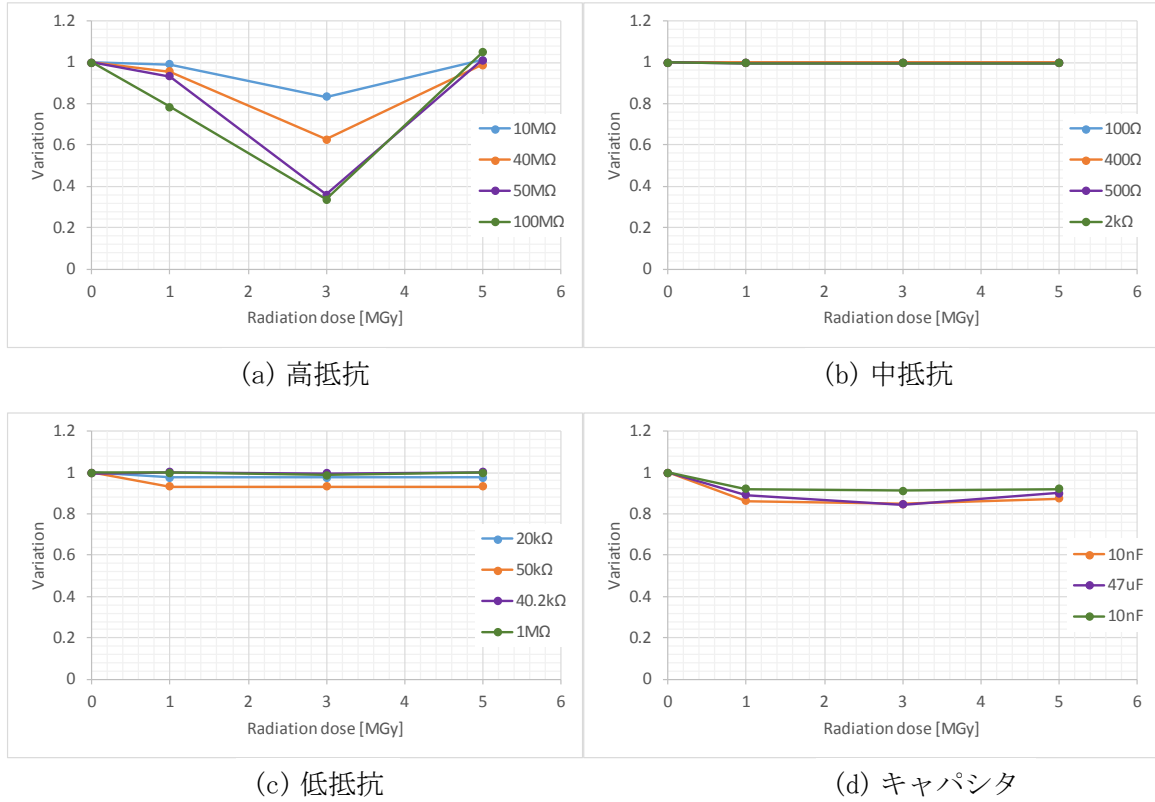 1.2
1
0.8
0.6
0.4
0.2
0
Variation
0 1 2 3 4 5 6
Radiation dose [MGy]
10MΩ
40MΩ
50MΩ
100MΩ
(a) 高抵抗
1.2
1
0.8
0.6
0.4
0.2
0
Variation
0 1 2 3 4 5 6
Radiation dose [MGy]
100Ω
400Ω
500Ω
2kΩ
(b) 中抵抗
1.2
1
0.8
0.6
0.4
0.2
0
Variation
0 1 2 3 4 5 6
Radiation dose [MGy]
20kΩ
50kΩ
40.2kΩ
1MΩ
(c) 低抵抗
1.2
1
0.8
0.6
0.4
0.2
0
Variation
0 1 2 3 4 5 6
Radiation dose [MGy]
10nF
47uF
10nF
(d) キャパシタ